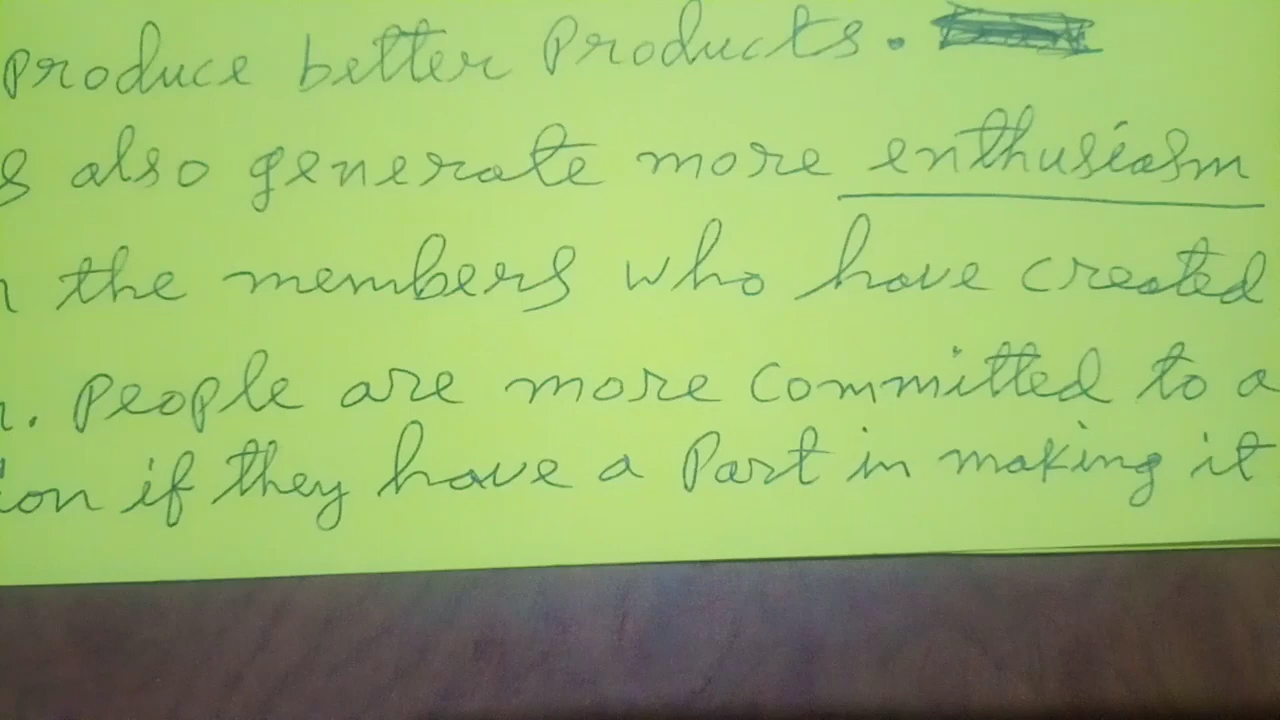 Produce better Products.
s also generate more enthusiasm
n the members who have created
n. People are more committed to a
ion if they have a Part in making it